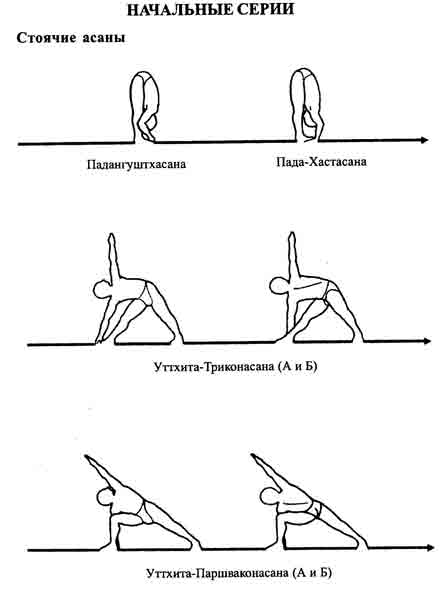 НАЧАЛЬНЫЕ СЕРИИ
Стоячие асаны
Падангуштхасана
Пада-Хастасана
Уттхита-Триконасана (А и Б)
Уттхита-Паршваконасана (А и Б)